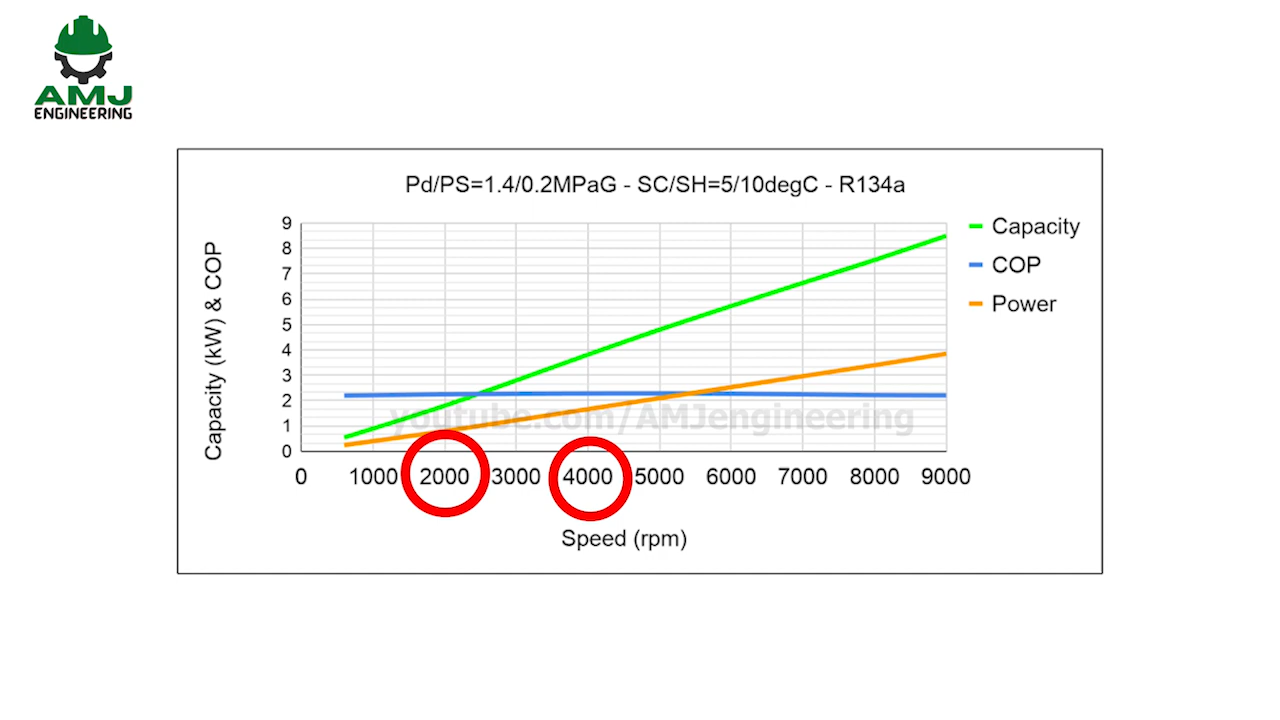 AMJ
ENGINEERING
Pd/PS=1.4/0.2MPaG - SC/SH=5/10degC - R134a
Capacity (kW) & COP
9
8
7
6
5
4
3
2
1
0
0 1000 2000 3000 4000 5000 6000 7000 8000 9000
Speed (rpm)
Capacity
COP
Power
youtube.com/AMJengineering